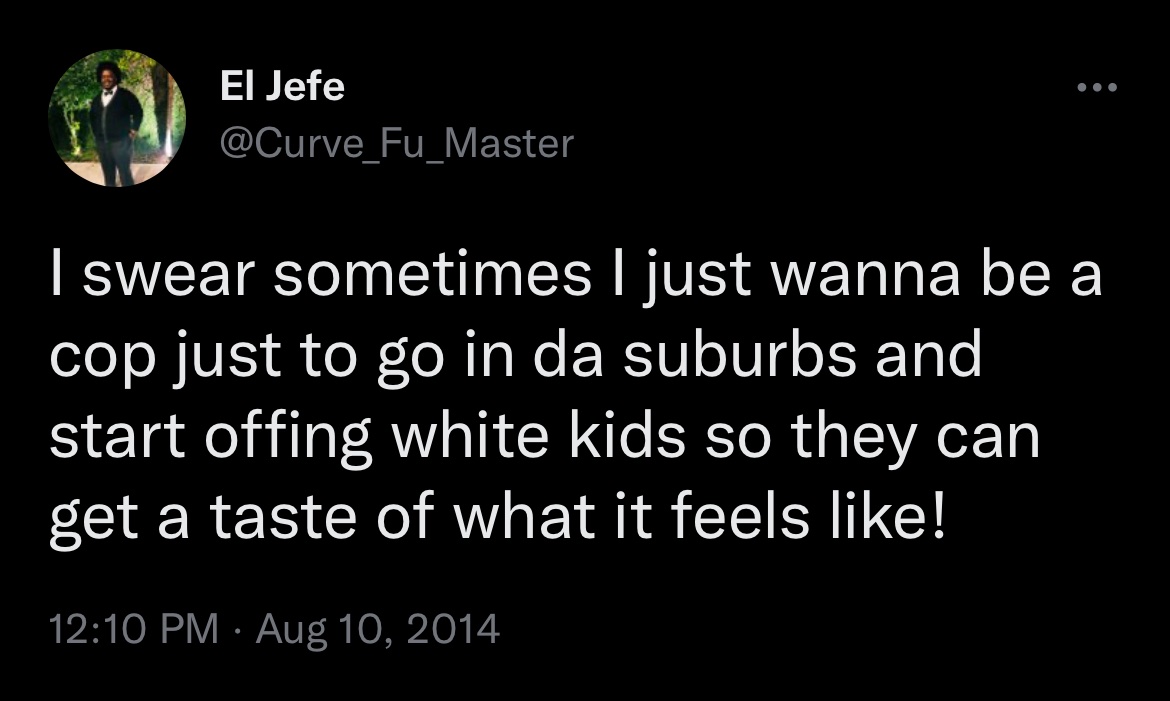 El Jefe
@Curve_Fu_Master
I swear sometimes I just wanna be a
cop just to go in da suburbs and
start offing white kids so they can
get a taste of what it feels like!
12:10 PM · Aug 10, 2014